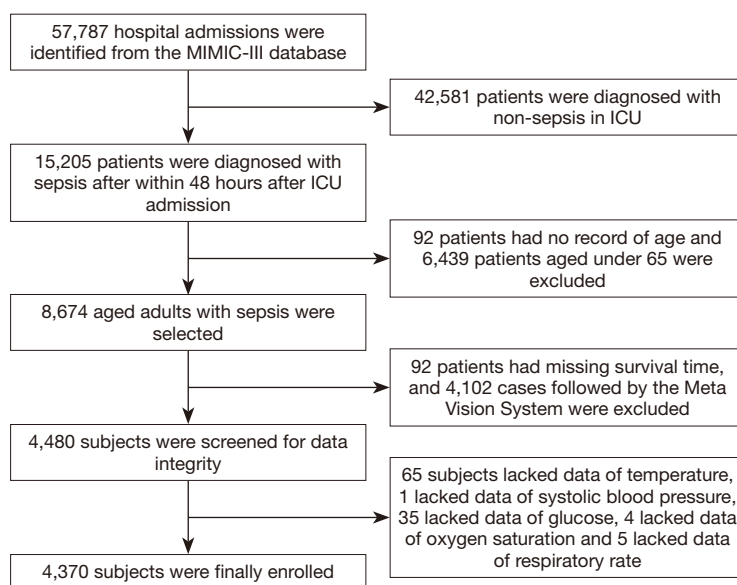 57,787 hospital admissions were
identified from the MIMIC-III database
42,581 patients were diagnosed with
non-sepsis in ICU
15,205 patients were diagnosed with
sepsis after within 48 hours after ICU
admission
92 patients had no record of age and
6,439 patients aged under 65 were
excluded
8,674 aged adults with sepsis were
selected
92 patients had missing survival time,
and 4,102 cases followed by the Meta
Vision System were excluded
4,480 subjects were screened for data
integrity
65 subjects lacked data of temperature,
1 lacked data of systolic blood pressure,
35 lacked data of glucose, 4 lacked data
of oxygen saturation and 5 lacked data
of respiratory rate
4,370 subjects were finally enrolled